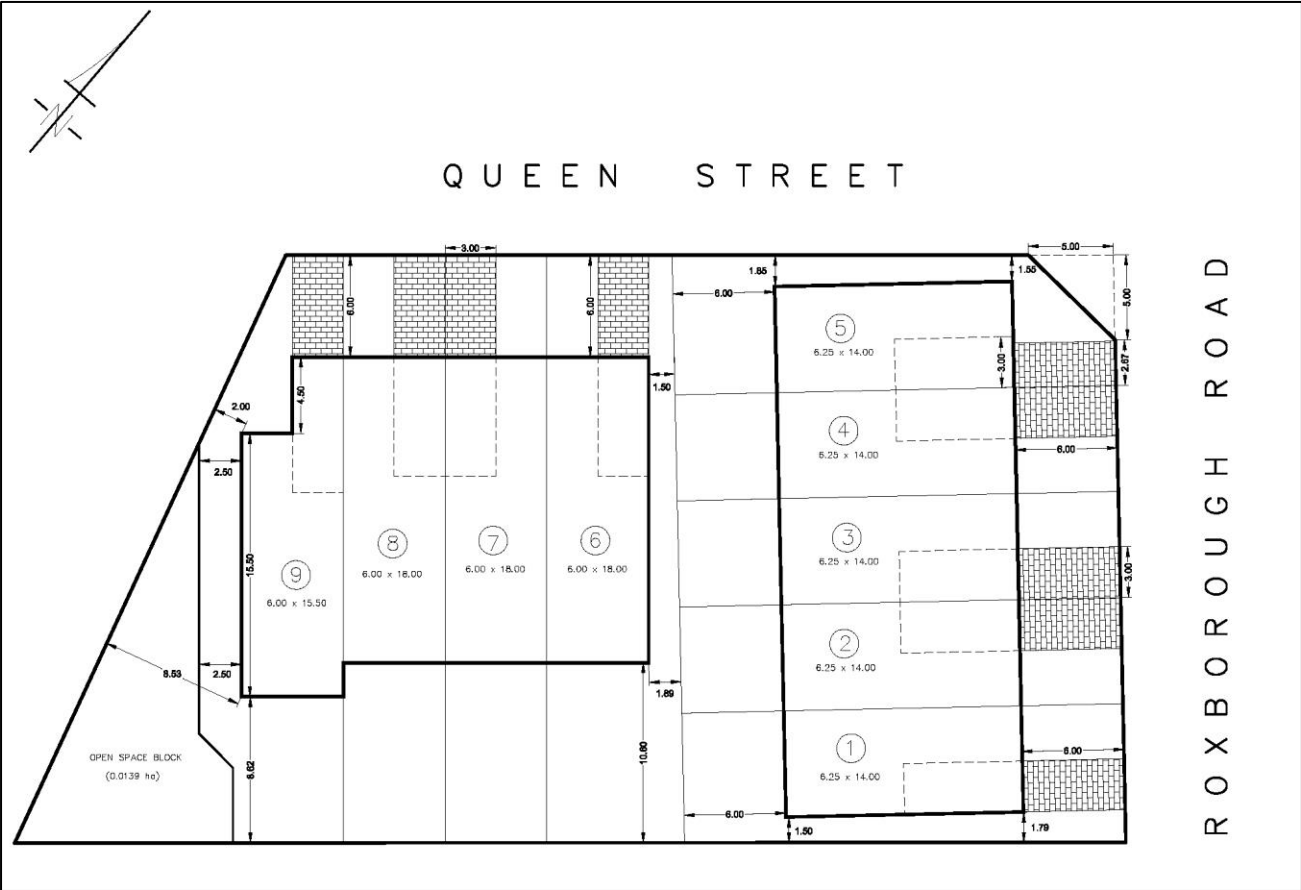 N
QUEEN STREET
ROXBOROUGH ROAD
3.00
5.00
6.00
6.00
1.85
1.55
5.00
6.00
5
6.25 x 14.00
3.00
2.87
4.50
1.50
2.00
4
6.25 x 14.00
6.00
2.50
15.50
9
6.00 x 15.50
8
6.00 x 18.00
7
6.00 x 18.00
6
6.00 x 18.00
3
6.25 x 14.00
3.00
2
6.25 x 14.00
8.53
2.50
1.89
OPEN SPACE BLOCK
(0.0139 ha)
8.62
10.60
1
6.25 x 14.00
6.00
6.00
1.50
1.79